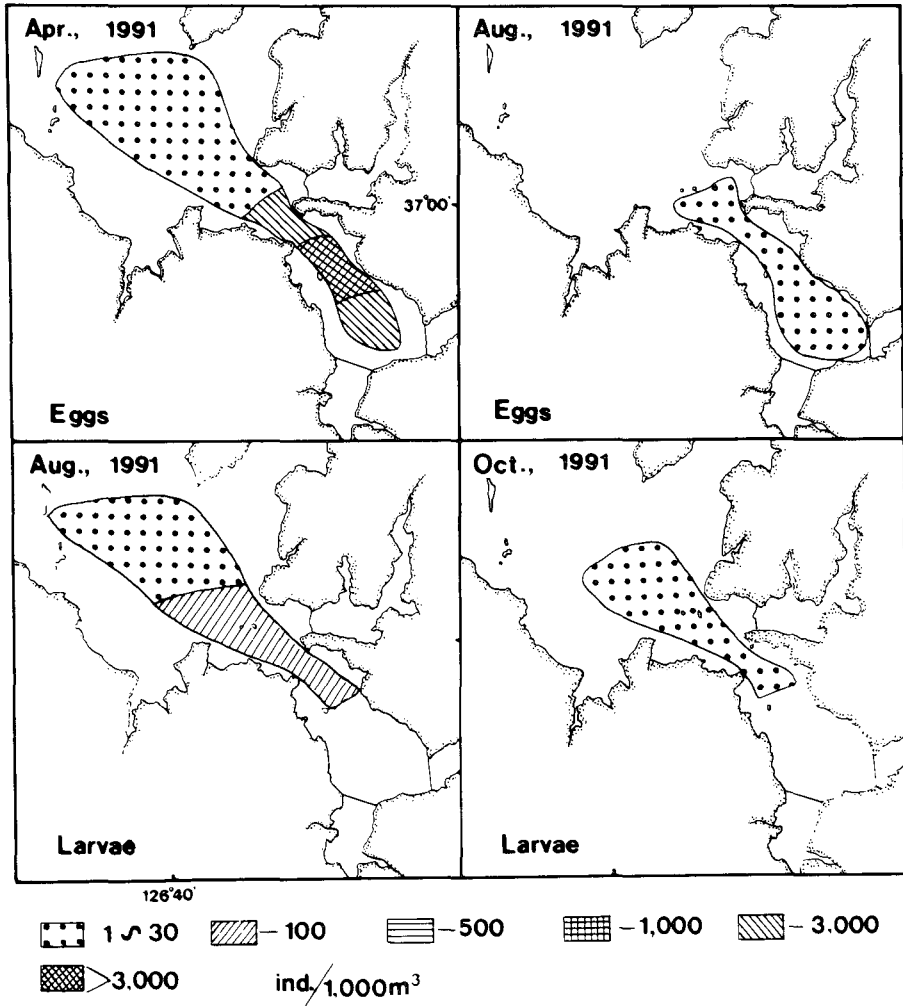 Apr., 1991
Aug., 1991
37°00'
Eggs
Eggs
Aug., 1991
Oct., 1991
Larvae
Larvae
126°40'
1 ∽ 30
-100
-500
-1,000
-3,000
>3,000
ind./1,000m³